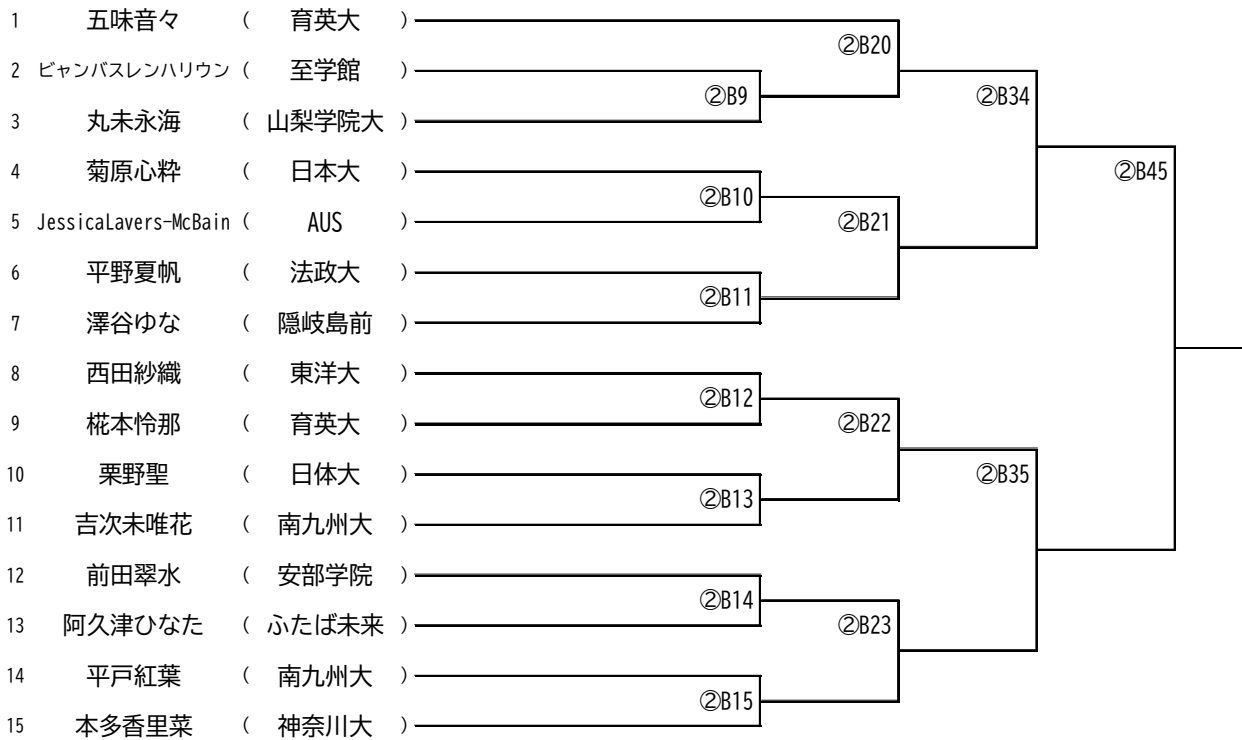 1 五味音々 ( 育英大 )
②B20
2 ビャンバスレンハリウン ( 至学館 )
②B9 ②B34
3 丸未永海 ( 山梨学院大 )
4 菊原心粋 ( 日本大 )
②B45
②B10
5 JessicaLavers-McBain ( AUS )
②B21
6 平野夏帆 ( 法政大 )
②B11
7 澤谷ゆな ( 隠岐島前 )
8 西田紗織 ( 東洋大 )
②B12
9 椛本怜那 ( 育英大 )
②B22
10 栗野聖 ( 日体大 )
②B35
②B13
11 吉次未唯花 ( 南九州大 )
12 前田翠水 ( 安部学院 )
②B14
13 阿久津ひなた ( ふたば未来 )
②B23
14 平戸紅葉 ( 南九州大 )
②B15
15 本多香里菜 ( 神奈川大 )